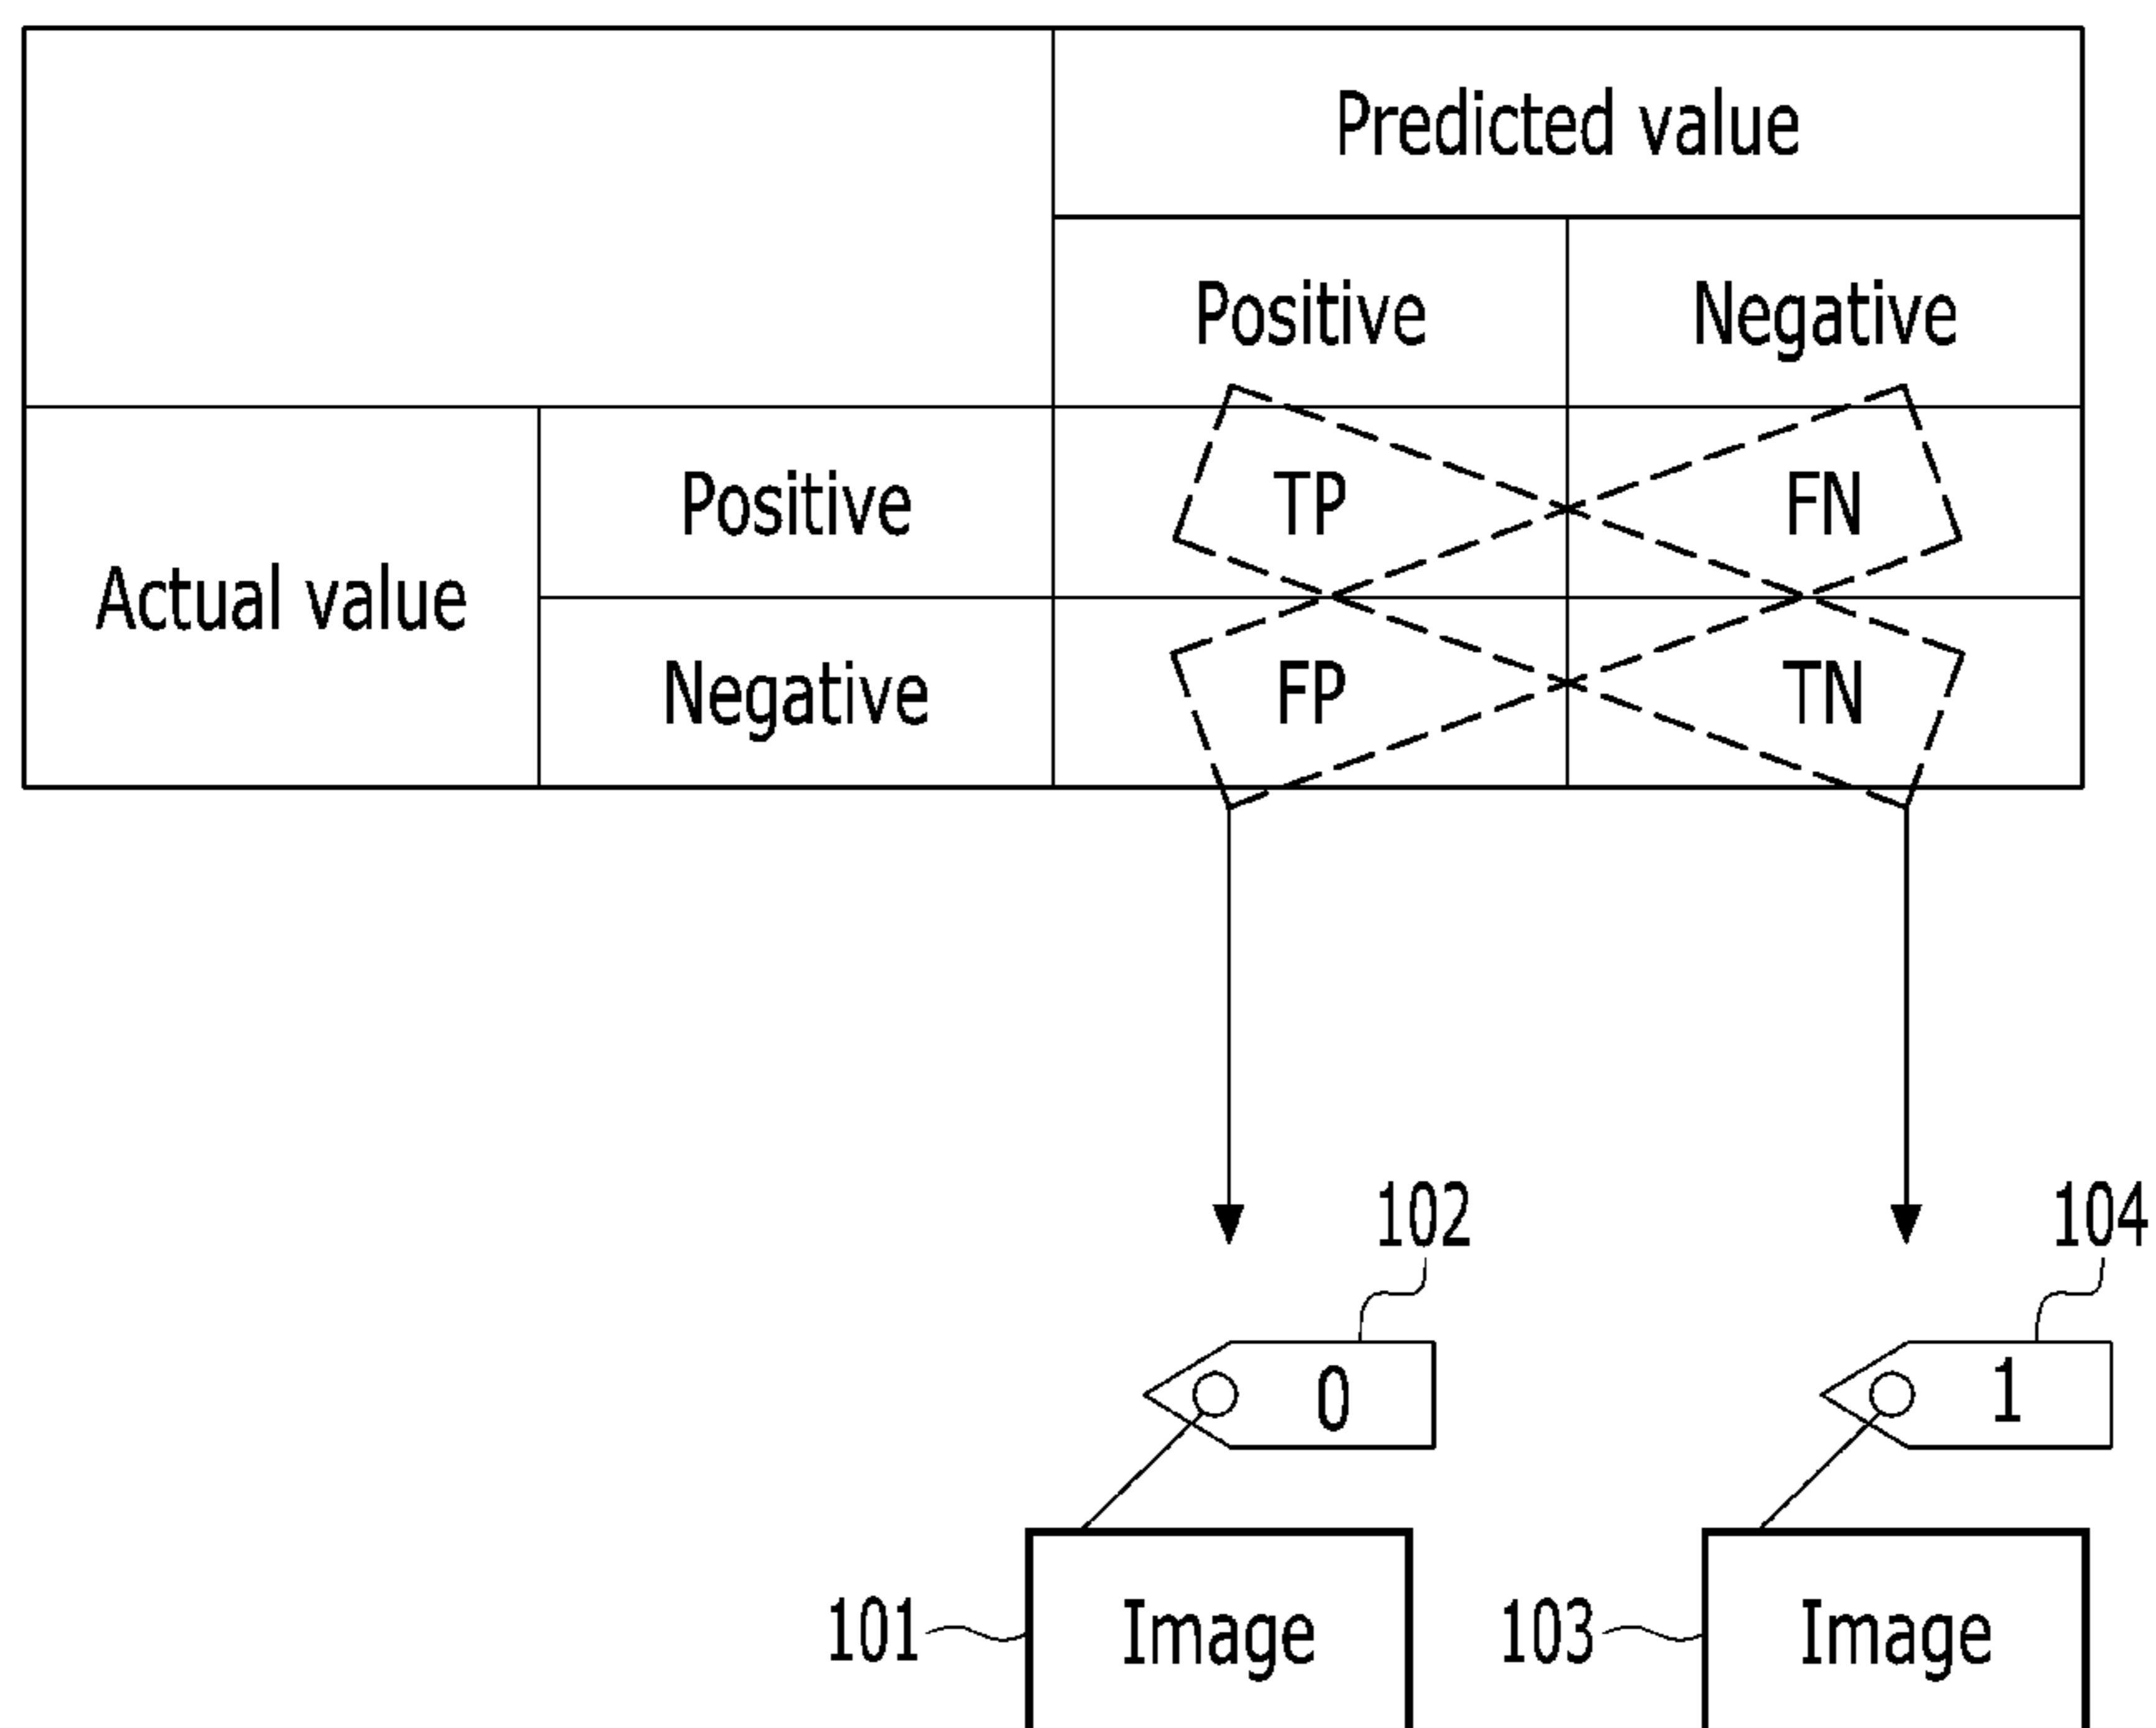 Predicted value
Positive Negative
Actual value
Positive TP FN
Negative FP TN
102 104
0 1
101 Image 103 Image